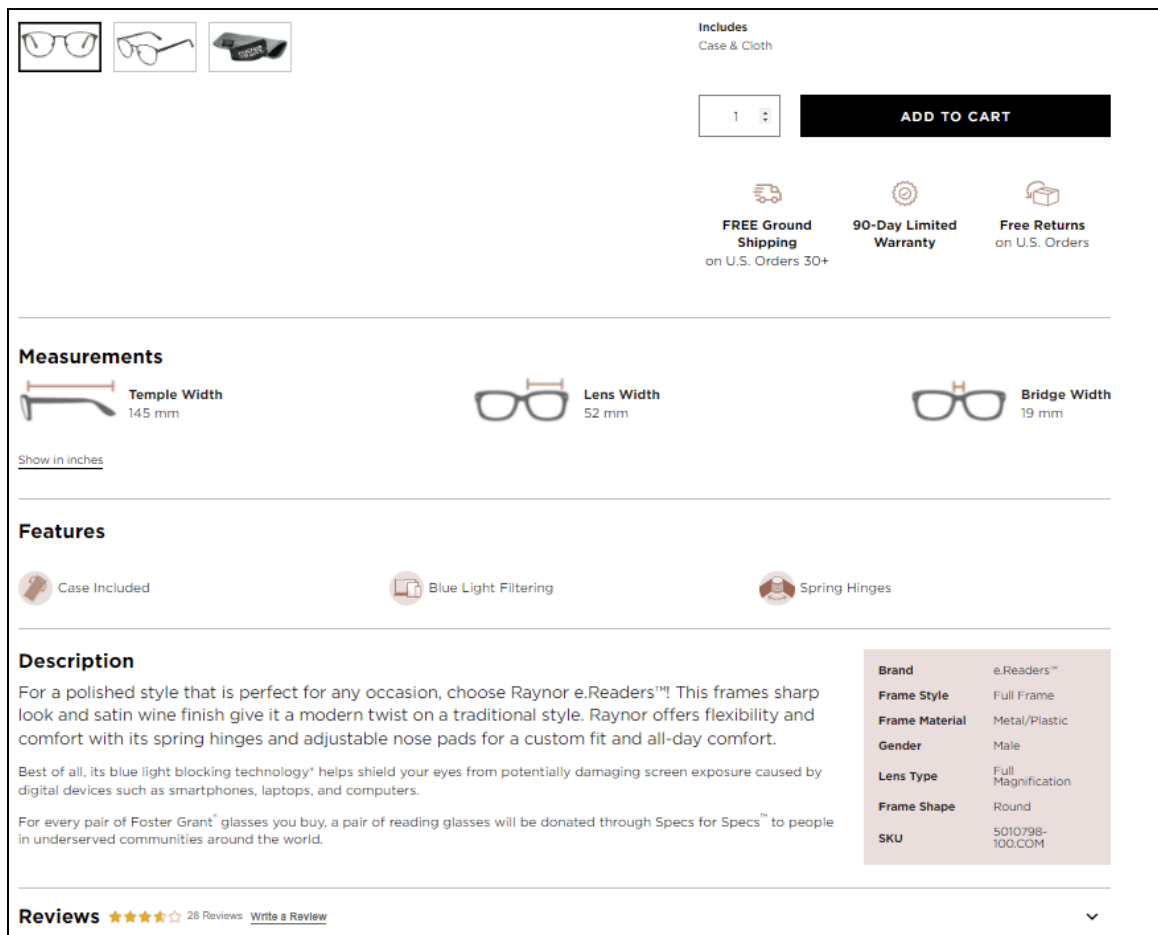 Includes
Case & Cloth
1
ADD TO CART
FREE Ground
Shipping
on U.S. Orders 30+
90-Day Limited
Warranty
Free Returns
on U.S. Orders
Measurements
Temple Width
145 mm
Lens Width
52 mm
Bridge Width
19 mm
Show in inches
Features
Case Included
Blue Light Filtering
Spring Hinges
Description
For a polished style that is perfect for any occasion, choose Raynor e.Readers™! This frames sharp
look and satin wine finish give it a modern twist on a traditional style. Raynor offers flexibility and
comfort with its spring hinges and adjustable nose pads for a custom fit and all-day comfort.
Best of all, its blue light blocking technology* helps shield your eyes from potentially damaging screen exposure caused by
digital devices such as smartphones, laptops, and computers.
For every pair of Foster Grant® glasses you buy, a pair of reading glasses will be donated through Specs for Specs™ to people
in underserved communities around the world.
Brand e.Readers™
Frame Style Full Frame
Frame Material Metal/Plastic
Gender Male
Lens Type Full
Magnification
Frame Shape Round
SKU 5010798-
100.COM
Reviews 28 Reviews Write a Review